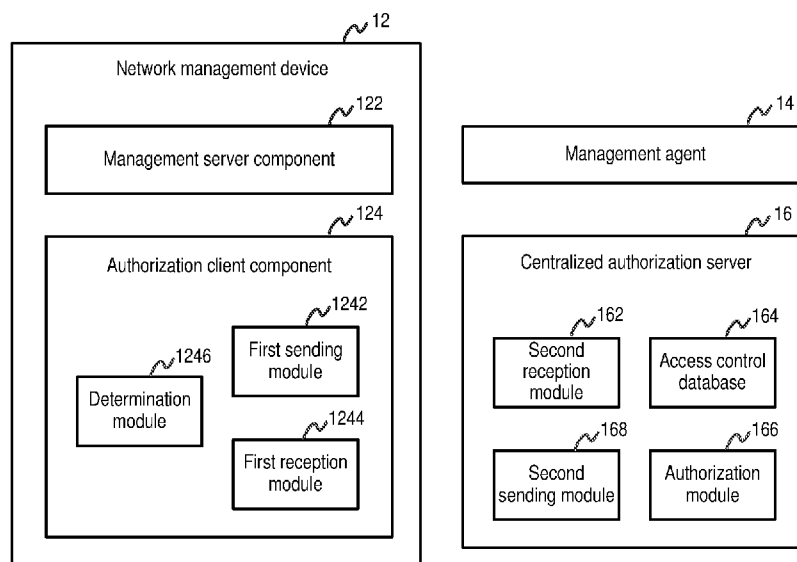 12
Network management device
122
Management server component
124
Authorization client component
1242
First sending
module
1246
Determination
module
1244
First reception
module
14
Management agent
16
Centralized authorization server
162
Second
reception
module
164
Access control
database
168
Second
sending module
166
Authorization
module